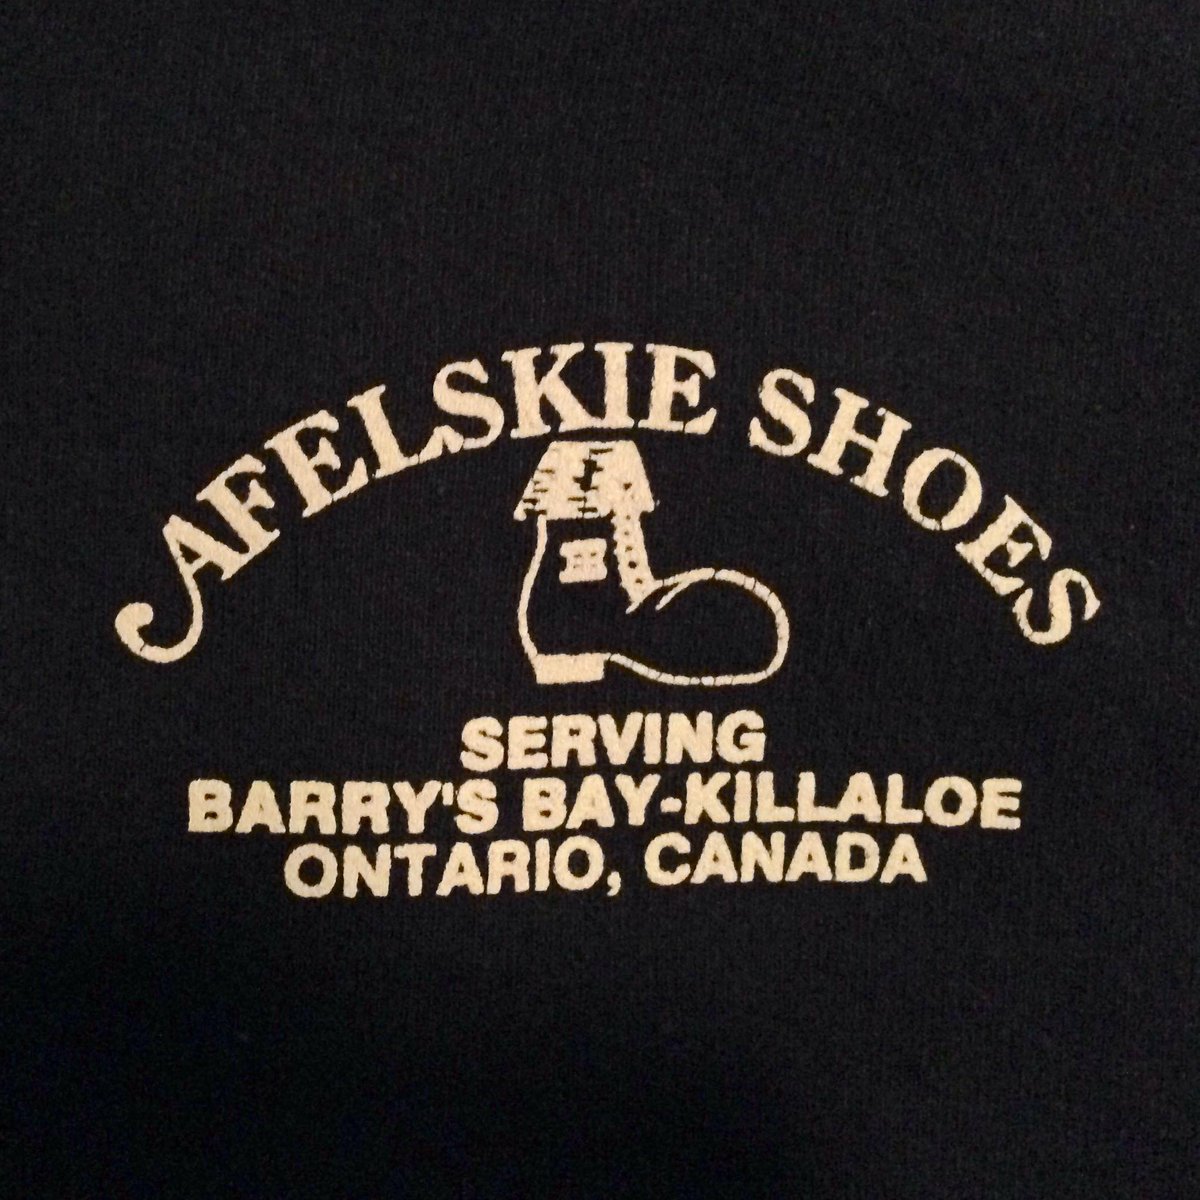 AFELSKIE SHOES
SERVING
BARRY'S BAY-KILLALOE
ONTARIO, CANADA